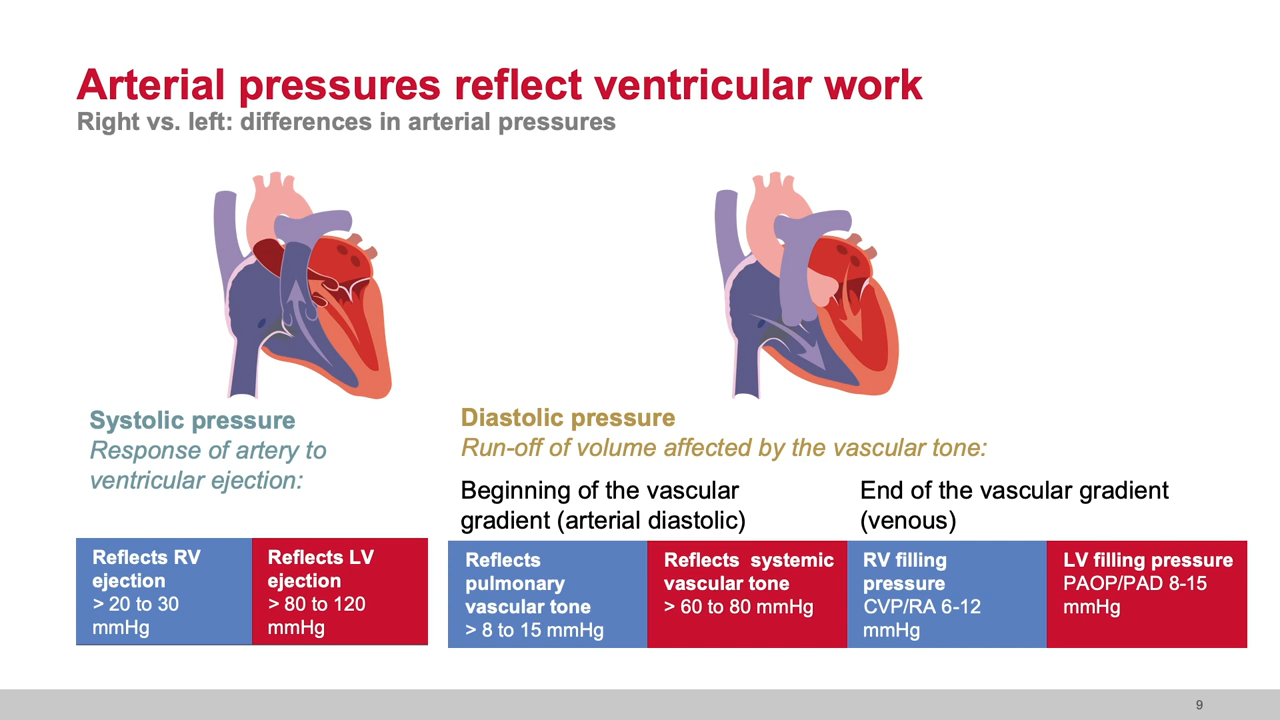 Arterial pressures reflect ventricular work
Right vs. left: differences in arterial pressures
Systolic pressure
Response of artery to
ventricular ejection:
Reflects RV
ejection
> 20 to 30
mmHg
Reflects LV
ejection
> 80 to 120
mmHg
Diastolic pressure
Run-off of volume affected by the vascular tone:
Beginning of the vascular
gradient (arterial diastolic)
End of the vascular gradient
(venous)
Reflects
pulmonary
vascular tone
> 8 to 15 mmHg
Reflects  systemic
vascular tone
> 60 to 80 mmHg
RV filling
pressure
CVP/RA 6-12
mmHg
LV filling pressure
PAOP/PAD 8-15
mmHg
9